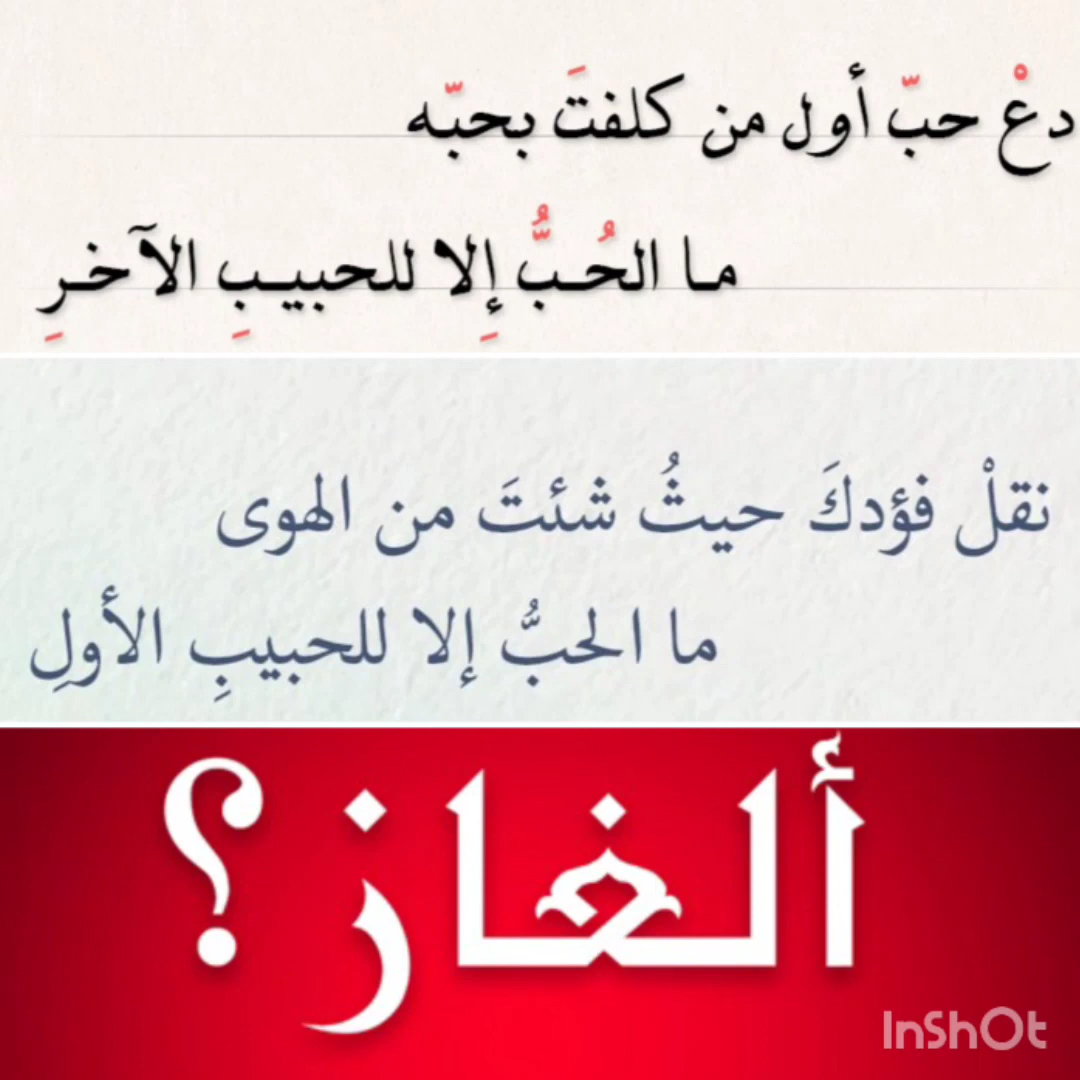 دعْ حبّ أول من كلفتَ بحبّه
ما الحُبُّ إِلا للحبيبِ الآخرِ
نقلْ فؤدكَ حيثُ شئتَ من الهوى
ما الحبُّ إلا للحبيبِ الأولِ
ألغاز؟
InShOt